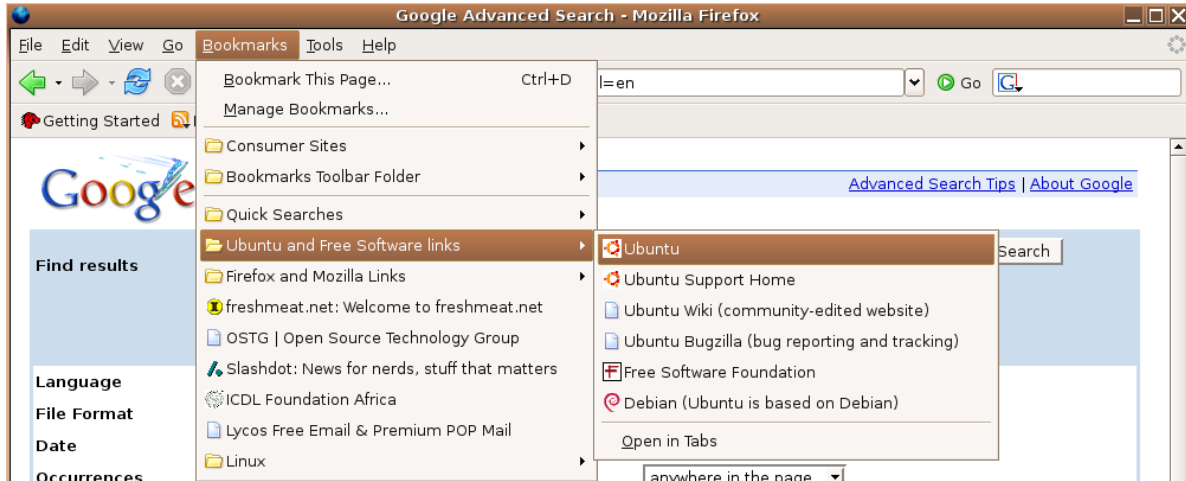 Google Advanced Search - Mozilla Firefox
File Edit View Go Bookmarks Tools Help
l=en Go G
Getting Started
Bookmark This Page... Ctrl+D
Manage Bookmarks...
Consumer Sites
Bookmarks Toolbar Folder
Quick Searches
Ubuntu and Free Software links
Firefox and Mozilla Links
freshmeat.net: Welcome to freshmeat.net
OSTG | Open Source Technology Group
Slashdot: News for nerds, stuff that matters
ICDL Foundation Africa
Lycos Free Email & Premium POP Mail
Linux
Ubuntu
Ubuntu Support Home
Ubuntu Wiki (community-edited website)
Ubuntu Bugzilla (bug reporting and tracking)
Free Software Foundation
Debian (Ubuntu is based on Debian)
Open in Tabs
Google
Advanced Search Tips | About Google
Find results
Search
Language
File Format
Date
Occurrences
anywhere in the page